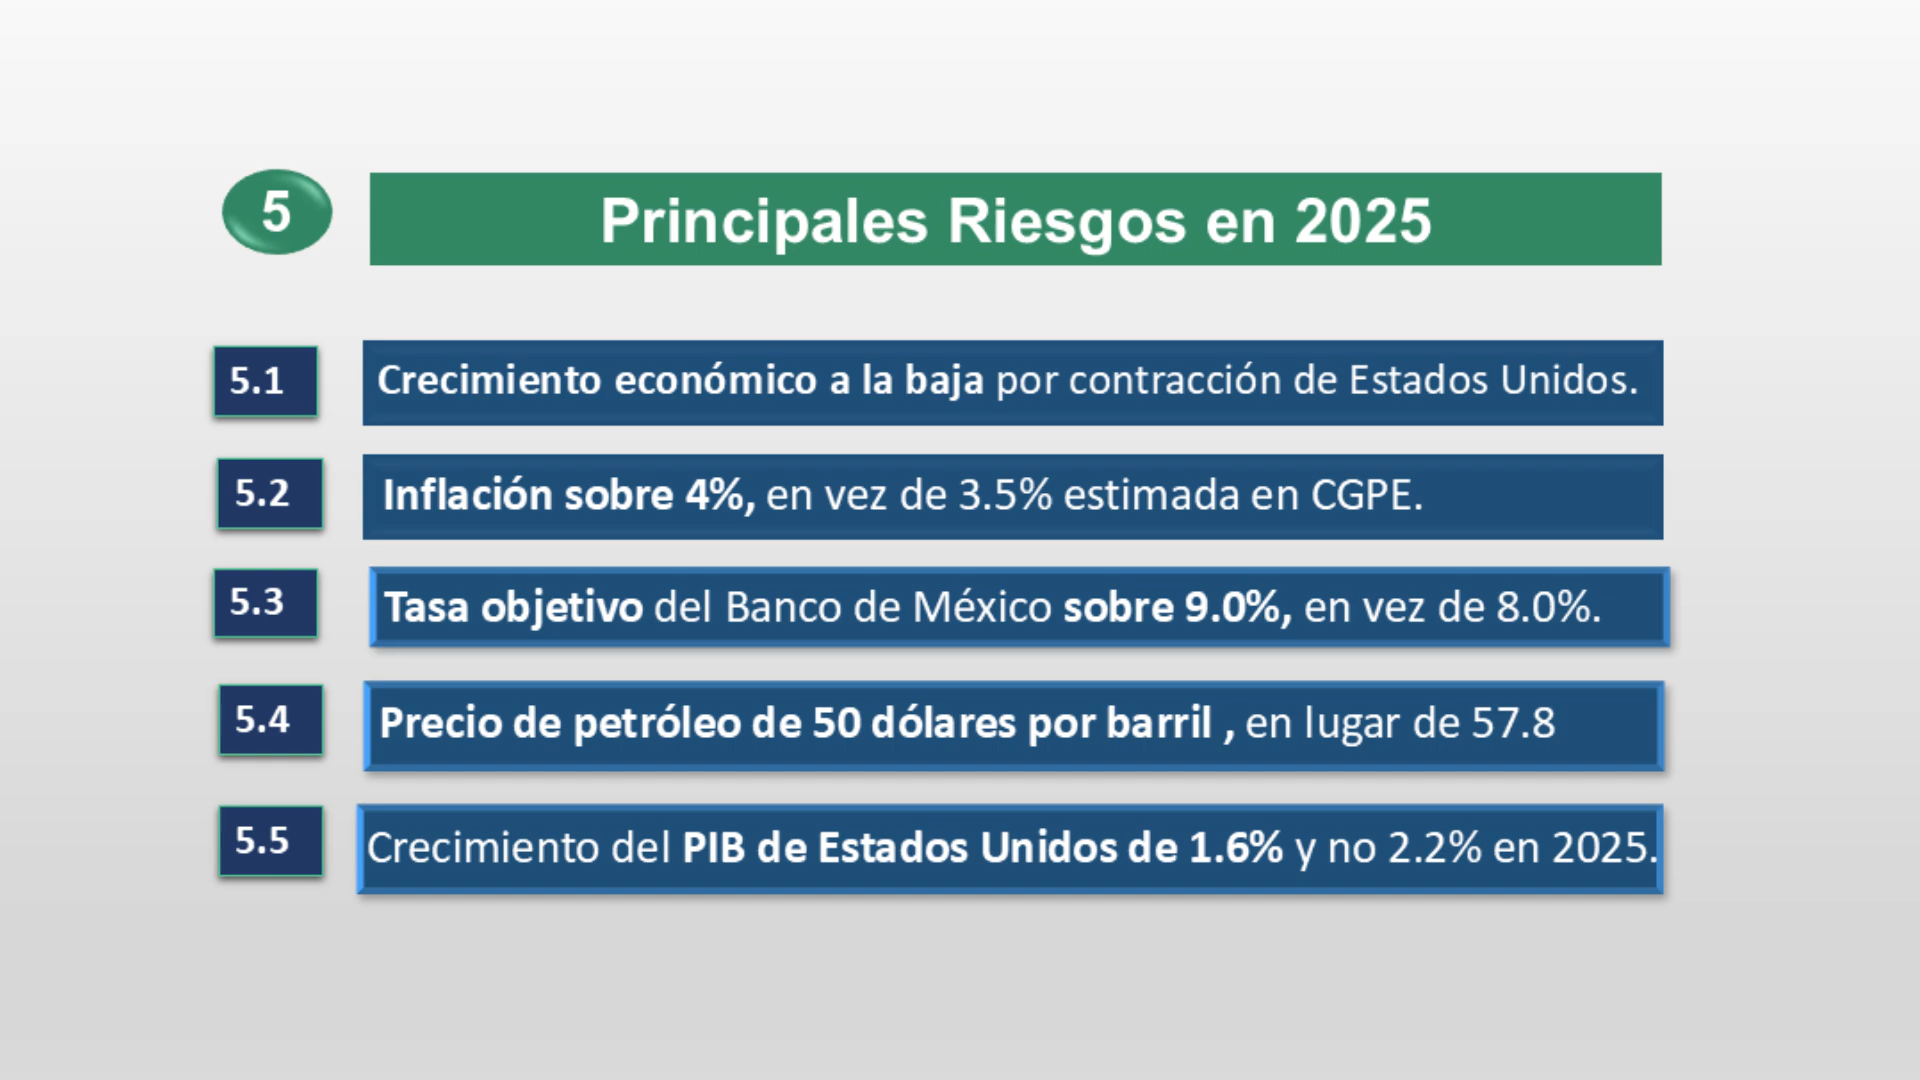 5
Principales Riesgos en 2025
5.1
Crecimiento económico a la baja por contracción de Estados Unidos.
5.2
Inflación sobre 4%, en vez de 3.5% estimada en CGPE.
5.3
Tasa objetivo del Banco de México sobre 9.0%, en vez de 8.0%.
5.4
Precio de petróleo de 50 dólares por barril , en lugar de 57.8
5.5
Crecimiento del PIB de Estados Unidos de 1.6% y no 2.2% en 2025.